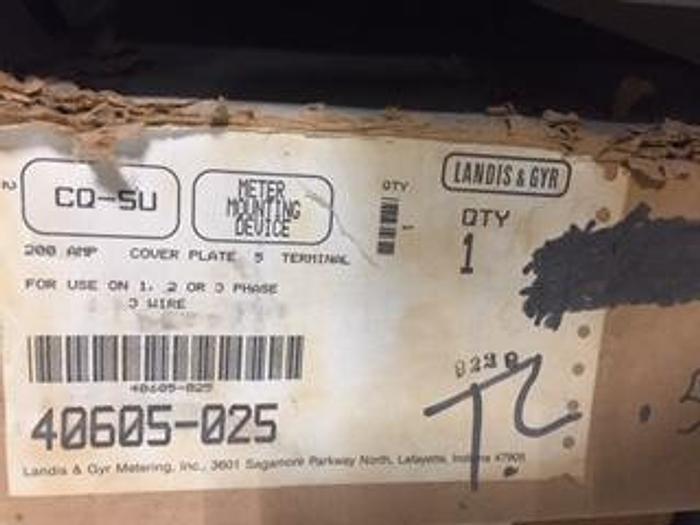 CQ-5U
METER
MOUNTING
DEVICE
QTY
1
LANDIS & GYR
QTY
1
200 AMP COVER PLATE 5 TERMINAL
FOR USE ON 1, 2 OR 3 PHASE
3 WIRE
40605-025
40605-025
Landis & Gyr Metering, Inc., 3601 Sagamore Parkway North, Lafayette, Indiana 47905